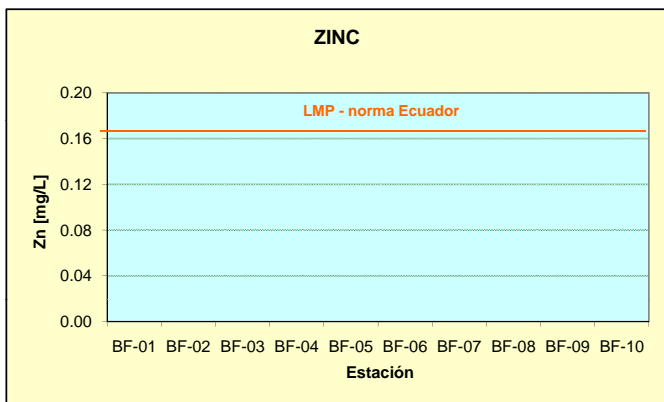 ZINC
LMP - norma Ecuador
0.20
0.16
0.12
0.08
0.04
0.00
Zn [mg/L]
BF-01 BF-02 BF-03 BF-04 BF-05 BF-06 BF-07 BF-08 BF-09 BF-10
Estación